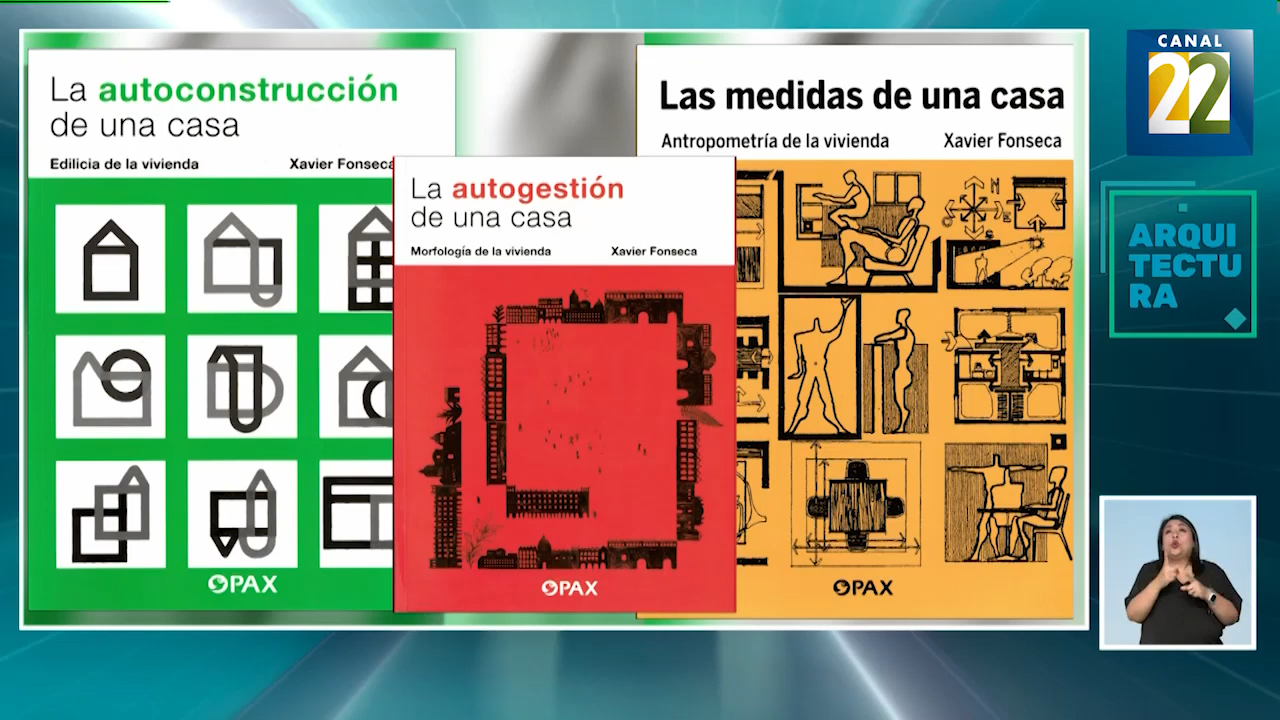 La autoconstrucción
de una casa
Edilicia de la vivienda
Xavier Fonseca
PAX
La autogestión
de una casa
Morfología de la vivienda
Xavier Fonseca
PAX
Las medidas de una casa
Antropometría de la vivienda
Xavier Fonseca
N
E
PAX
CANAL
22
ARQUI
TECTU
RA